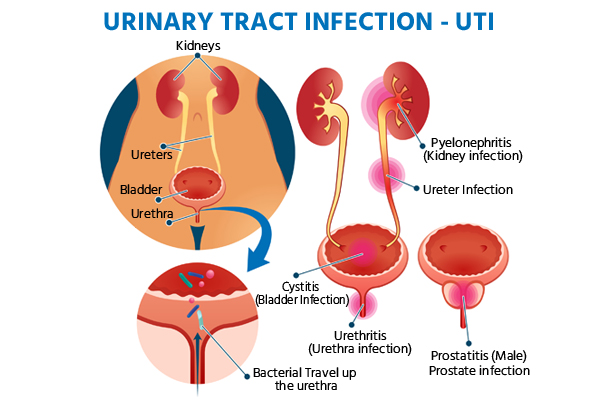 URINARY TRACT INFECTION - UTI
Kidneys
Ureters
Bladder
Urethra
Pyelonephritis
(Kidney infection)
Ureter Infection
Cystitis
(Bladder Infection)
Urethritis
(Urethra infection)
Prostatitis (Male)
Prostate infection
Bacterial Travel up
the urethra